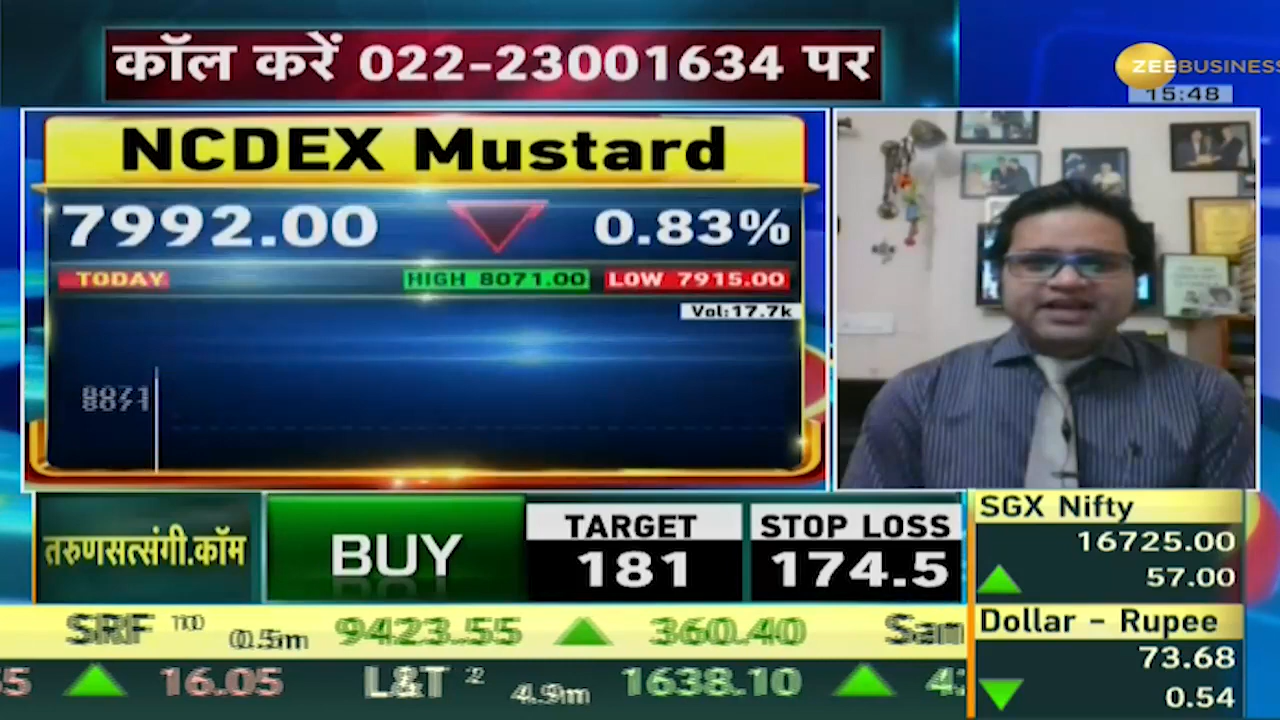 कॉल करें 022-23001634 पर
ZEEBUSINESS
15:48
NCDEX Mustard
7992.00 0.83%
TODAY HIGH 8071.00 LOW 7915.00
Vol:17.7k
8071
तरुणसत्संगी.कॉम
BUY
TARGET
181
STOP LOSS
174.5
SGX Nifty
16725.00
57.00
Dollar - Rupee
73.68
0.54
SRF 0.5m 9423.55 360.40 San
16.05 L&T 4.9m 1638.10